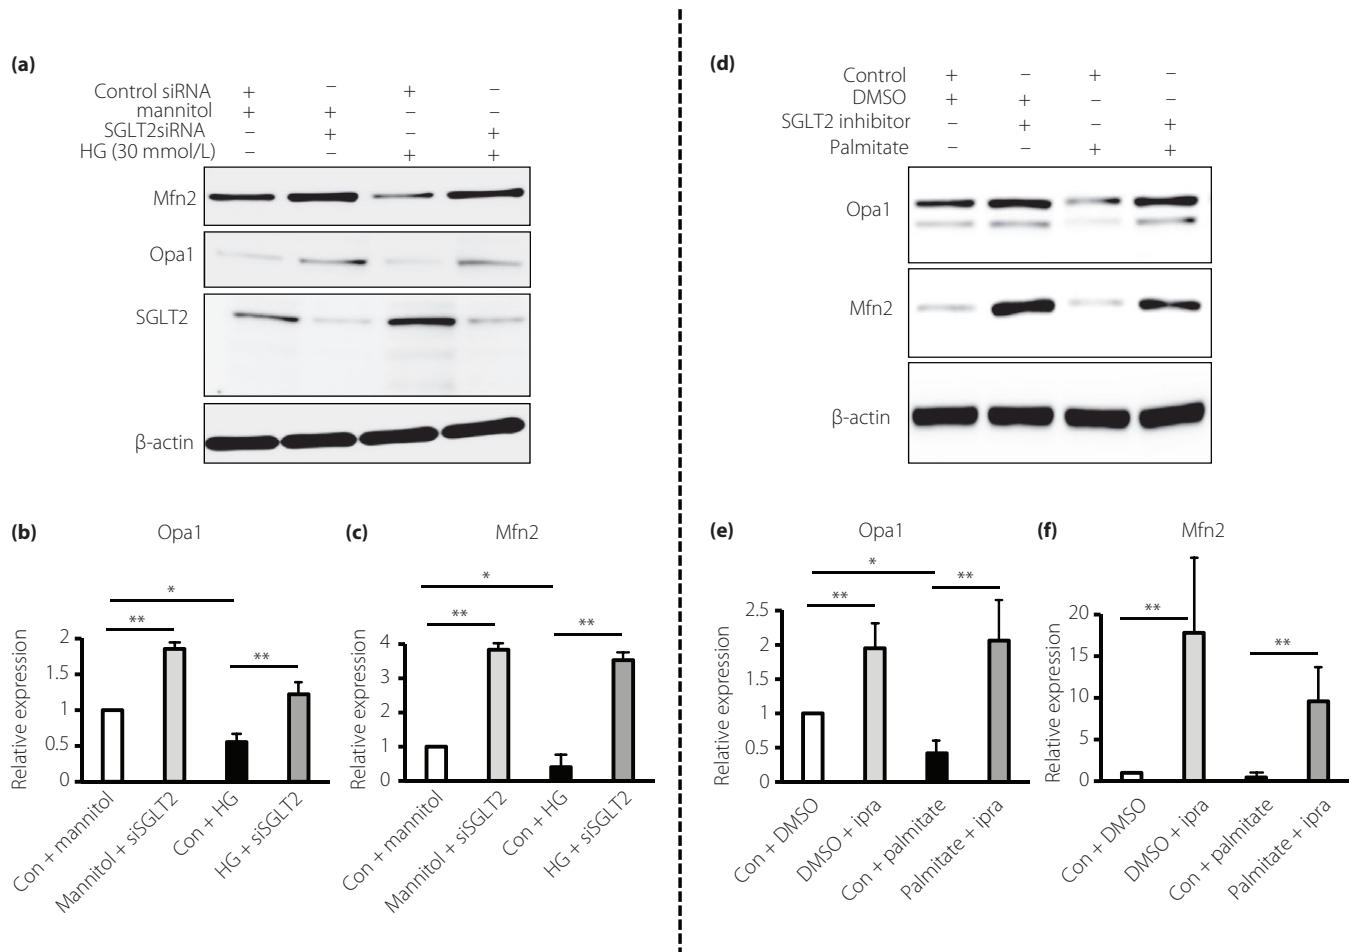 (a)
Control siRNA + − + −
mannitol + + − −
SGLT2siRNA − + − +
HG (30 mmol/L) − − + +
Mfn2
Opa1
SGLT2
β-actin
(b) Opa1
* ** **
Relative expression
2
1.5
1
0.5
0
Con + mannitol
Mannitol + siSGLT2
Con + HG
HG + siSGLT2
(c) Mfn2
* ** **
Relative expression
4
3
2
1
0
Con + mannitol
Mannitol + siSGLT2
Con + HG
HG + siSGLT2
(d)
Control + − + −
DMSO + + − −
SGLT2 inhibitor − + − +
Palmitate − − + +
Opa1
Mfn2
β-actin
(e) Opa1
* ** **
Relative expression
2.5
2
1.5
1
0.5
0
Con + DMSO
DMSO + ipra
Con + palmitate
Palmitate + ipra
(f) Mfn2
** **
Relative expression
20
15
10
5
0
Con + DMSO
DMSO + ipra
Con + palmitate
Palmitate + ipra